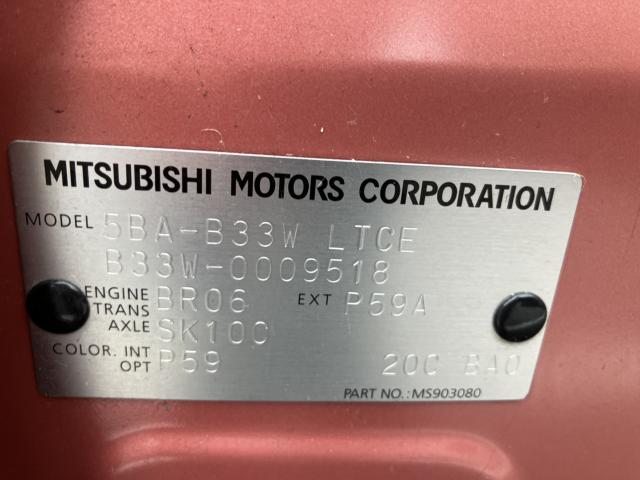 MITSUBISHI MOTORS CORPORATION
MODEL 5BA-B33W LTCE
B33W-0009518
ENGINE BR06 EXT P59A
TRANS
AXLE SK10C
COLOR. INT P59 20C BA0
OPT
PART NO.: MS903080